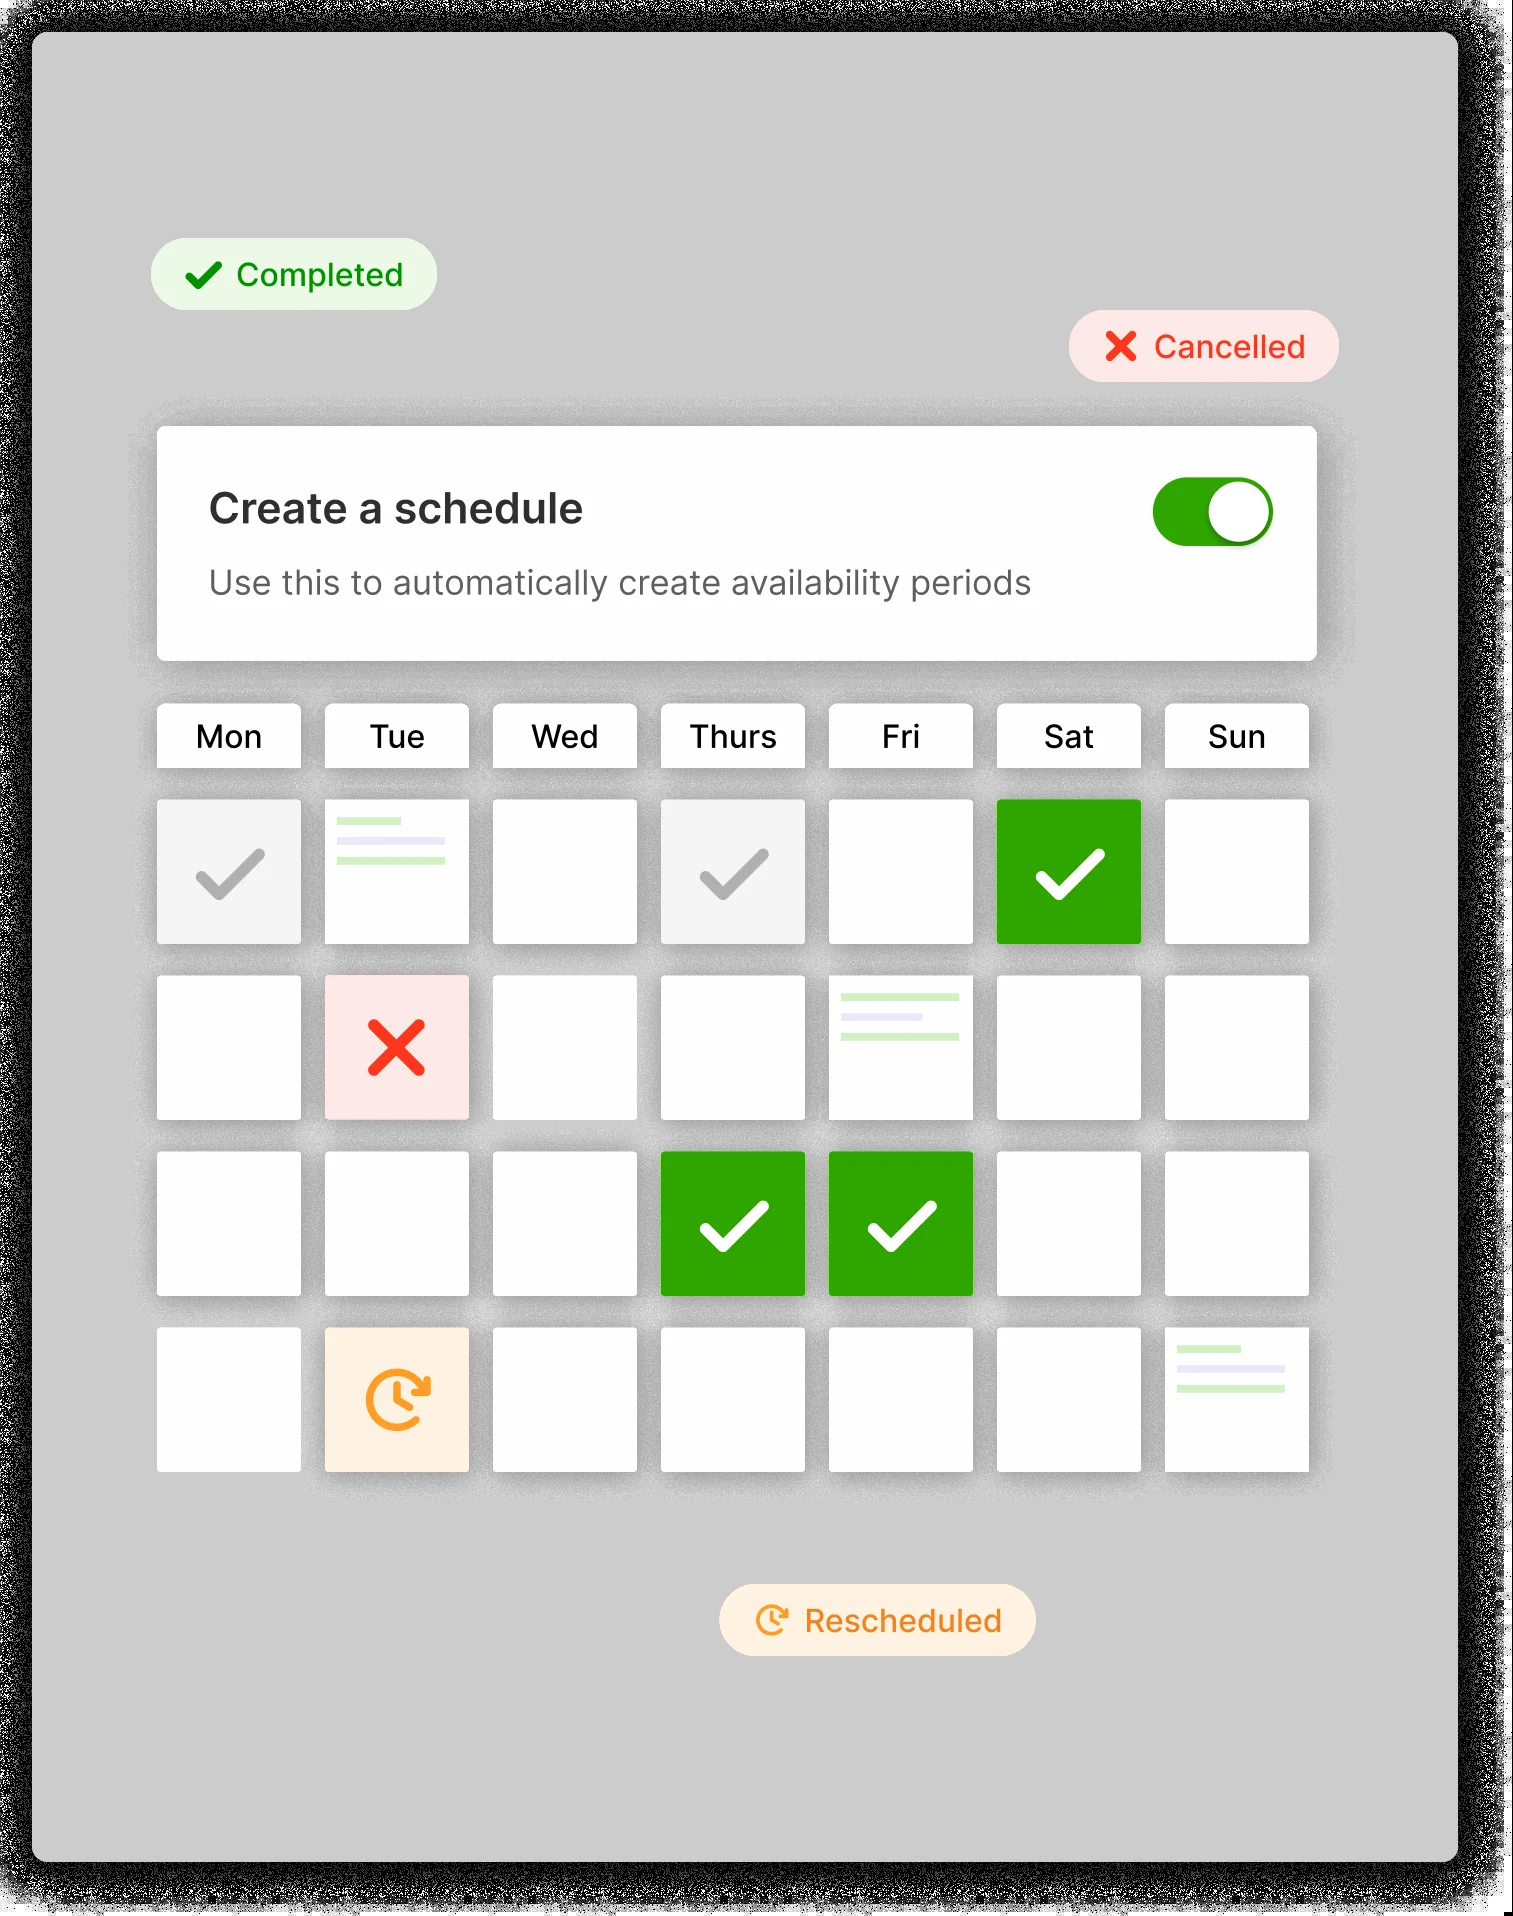 Completed
Cancelled
Create a schedule
Use this to automatically create availability periods
Mon Tue Wed Thurs Fri Sat Sun
Rescheduled